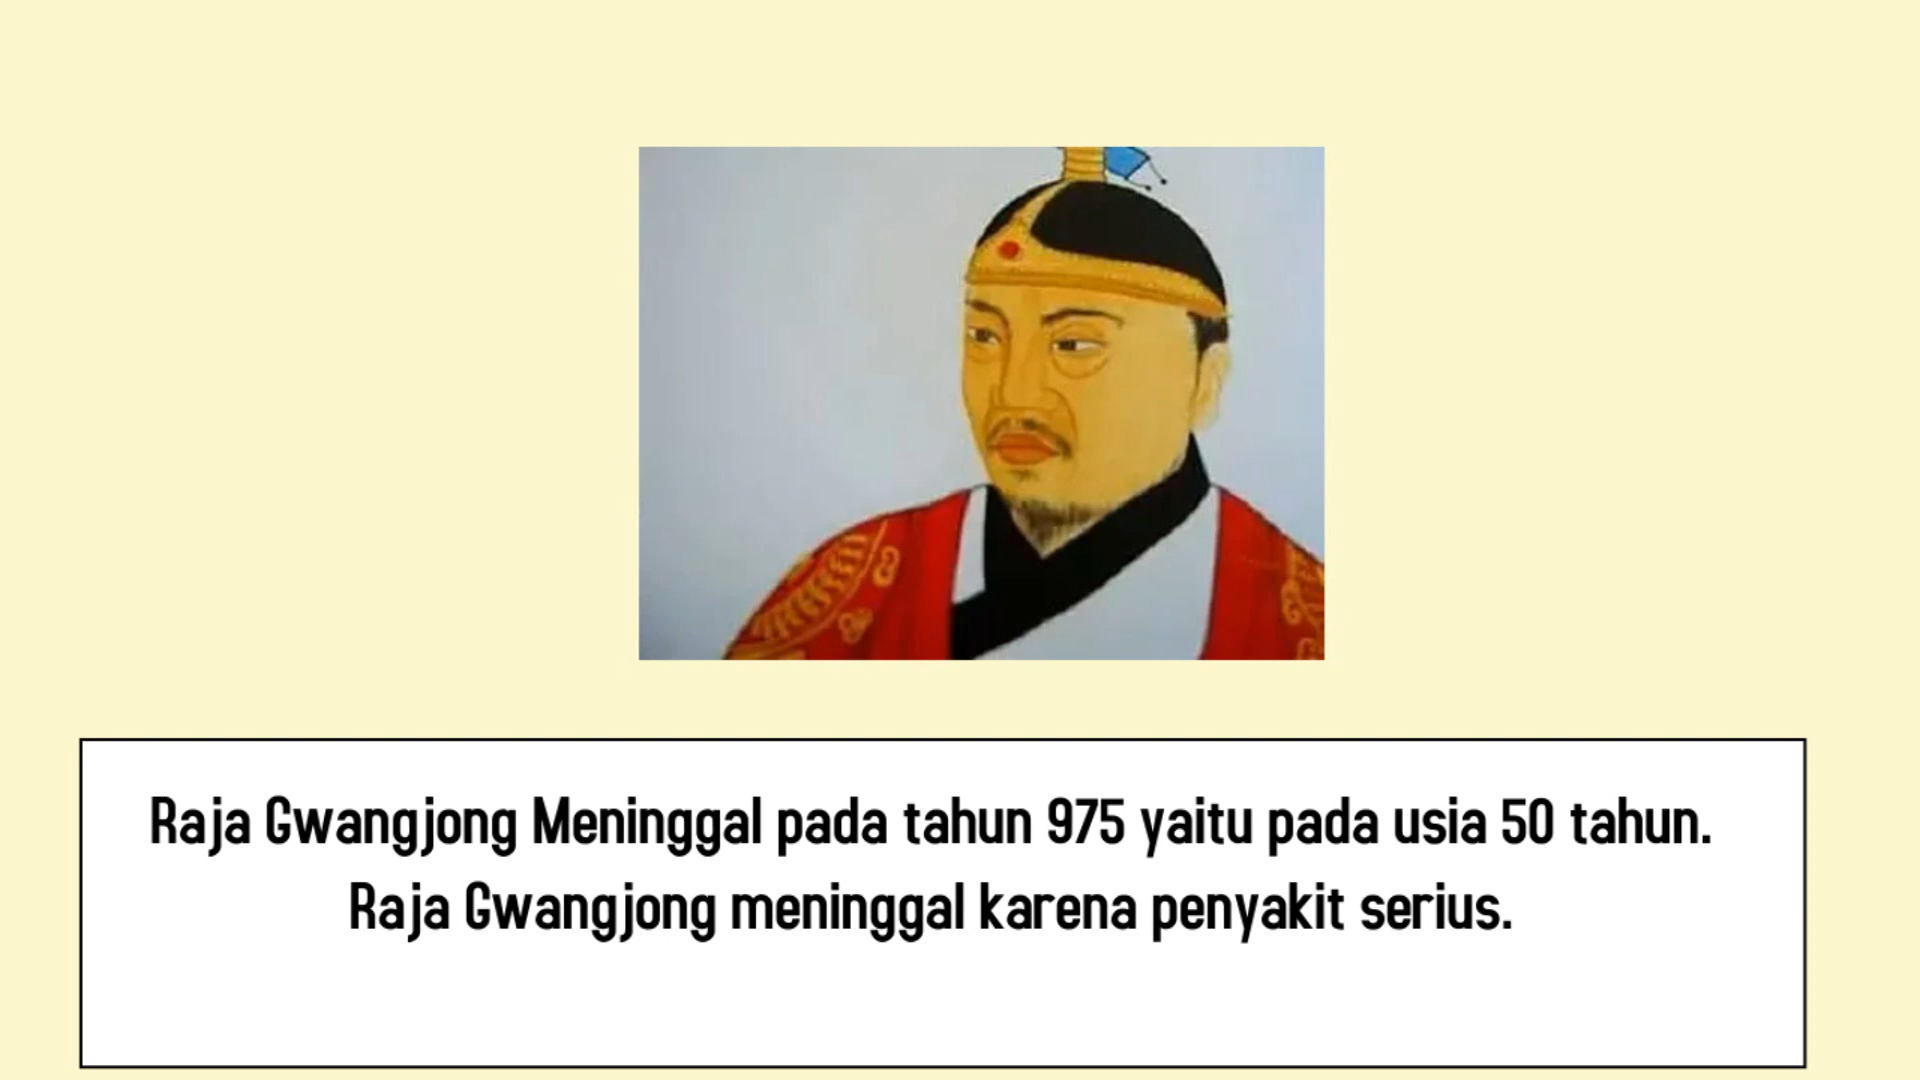 Raja Gwangjong Meninggal pada tahun 975 yaitu pada usia 50 tahun.
Raja Gwangjong meninggal karena penyakit serius.